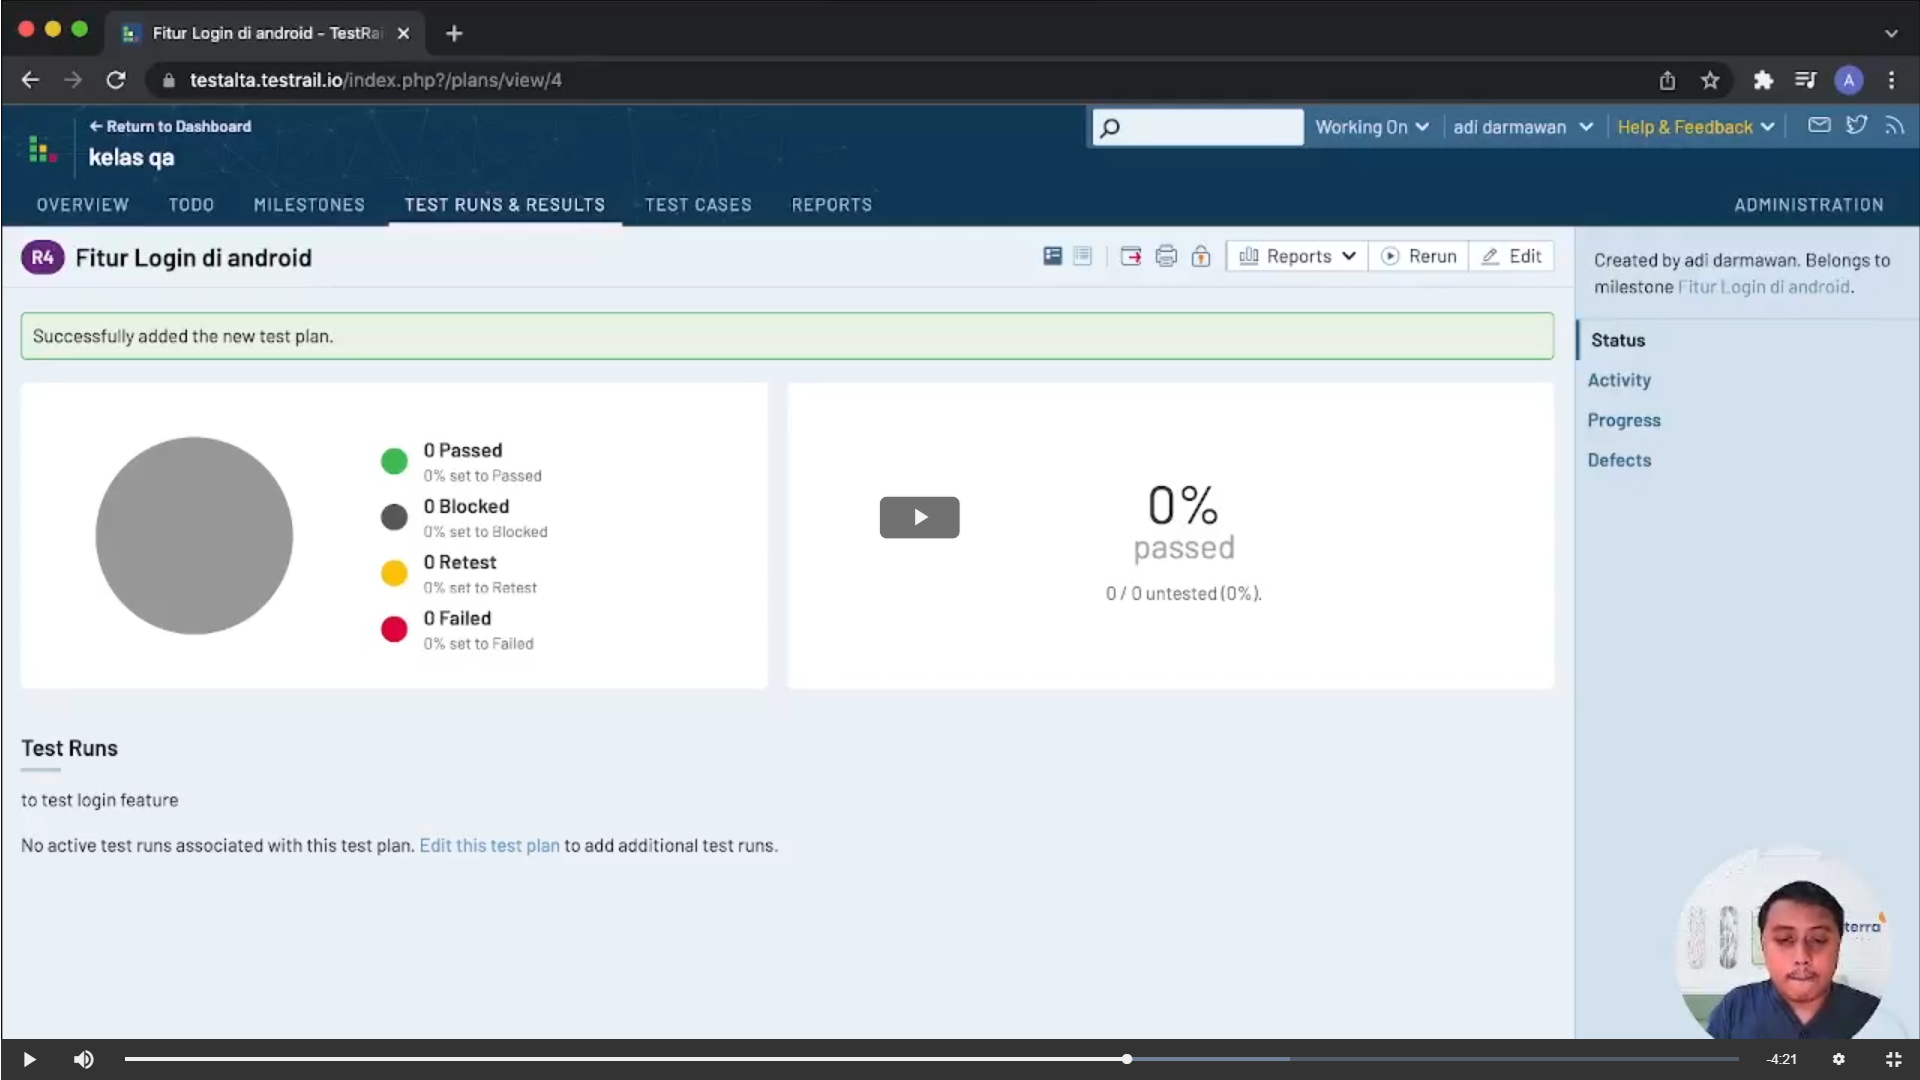 Fitur Login di android - TestRai
testalta.testrail.io/index.php?/plans/view/4
A
← Return to Dashboard
kelas qa
Working On
adi darmawan
Help & Feedback
OVERVIEW
TODO
MILESTONES
TEST RUNS & RESULTS
TEST CASES
REPORTS
ADMINISTRATION
R4
Fitur Login di android
Reports
Rerun
Edit
Created by adi darmawan. Belongs to
milestone Fitur Login di android.
Successfully added the new test plan.
Status
Activity
Progress
Defects
0 Passed
0% set to Passed
0 Blocked
0% set to Blocked
0 Retest
0% set to Retest
0 Failed
0% set to Failed
0%
passed
0 / 0 untested (0%).
Test Runs
to test login feature
No active test runs associated with this test plan. Edit this test plan to add additional test runs.
terra
-4:21